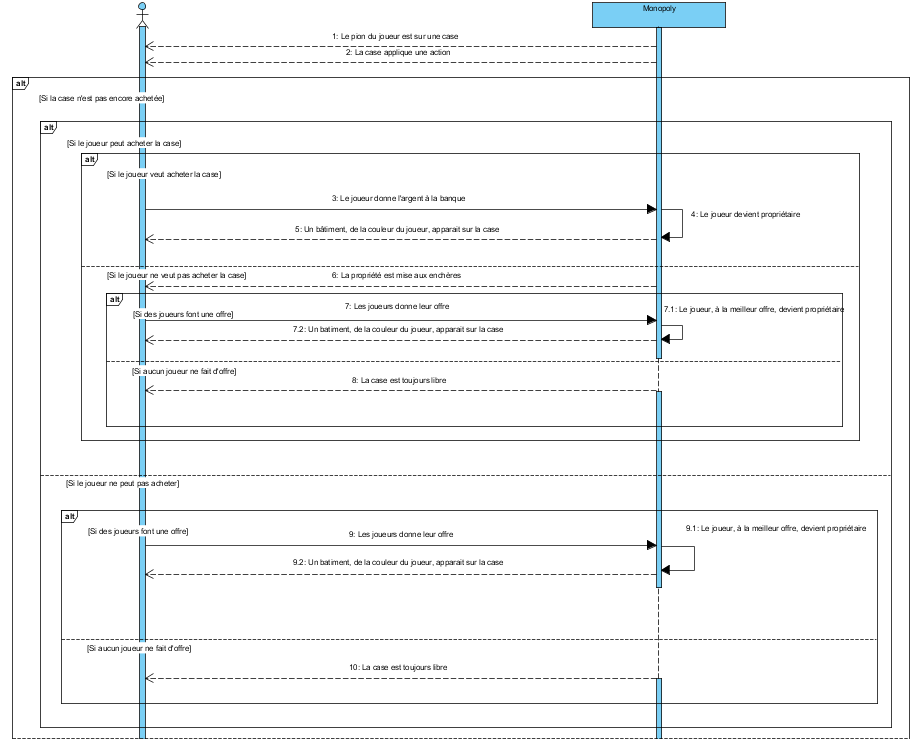 Monopoly
1: Le pion du joueur est sur une case
2: La case applique une action
alt
[Si la case n'est pas encore achetée]
alt
[Si le joueur peut acheter la case]
alt
[Si le joueur veut acheter la case]
3: Le joueur donne l'argent à la banque
4: Le joueur devient propriétaire
5: Un bâtiment, de la couleur du joueur, apparait sur la case
[Si le joueur ne veut pas acheter la case]
6: La propriété est mise aux enchères
alt
7: Les joueurs donne leur offre
7.1: Le joueur, à la meilleur offre, devient propriétaire
[Si des joueurs font une offre]
7.2: Un batiment, de la couleur du joueur, apparait sur la case
[Si aucun joueur ne fait d'offre]
8: La case est toujours libre
[Si le joueur ne peut pas acheter]
alt
[Si des joueurs font une offre]
9: Les joueurs donne leur offre
9.1: Le joueur, à la meilleur offre, devient propriétaire
9.2: Un batiment, de la couleur du joueur, apparait sur la case
[Si aucun joueur ne fait d'offre]
10: La case est toujours libre